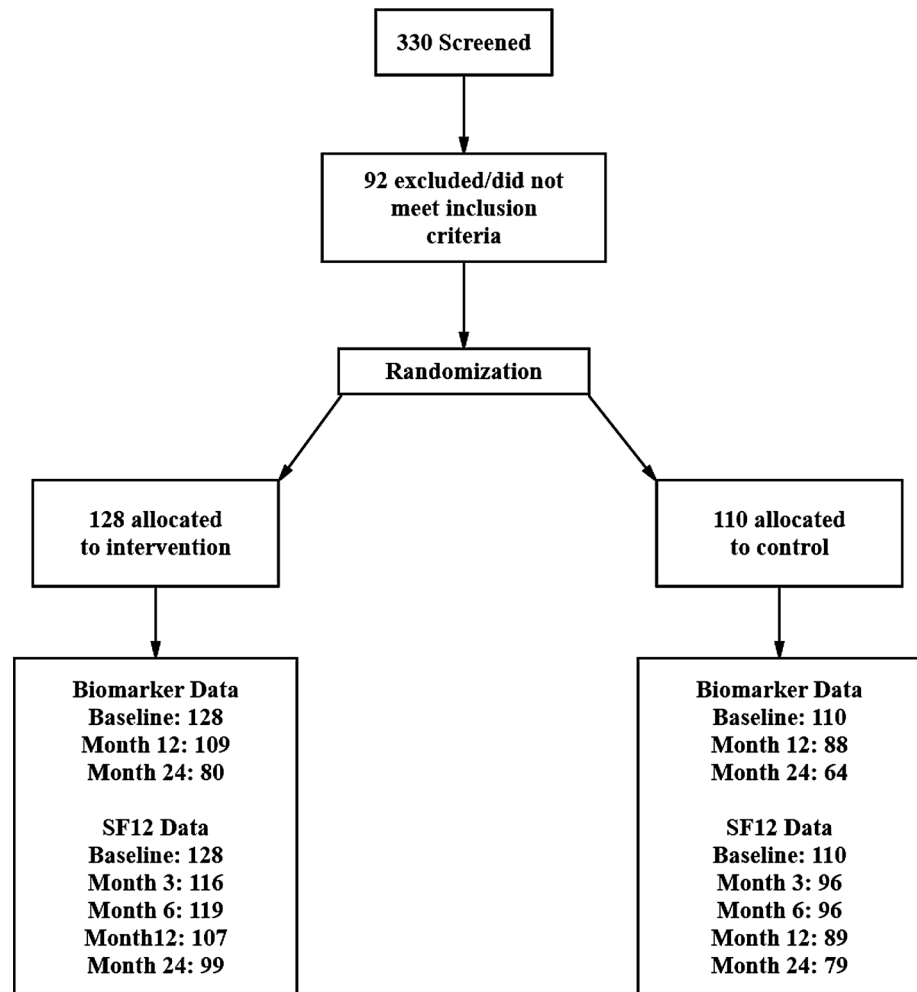 330 Screened
92 excluded/did not
meet inclusion
criteria
Randomization
128 allocated
to intervention
110 allocated
to control
Biomarker Data
Baseline: 128
Month 12: 109
Month 24: 80
SF12 Data
Baseline: 128
Month 3: 116
Month 6: 119
Month12: 107
Month 24: 99
Biomarker Data
Baseline: 110
Month 12: 88
Month 24: 64
SF12 Data
Baseline: 110
Month 3: 96
Month 6: 96
Month 12: 89
Month 24: 79